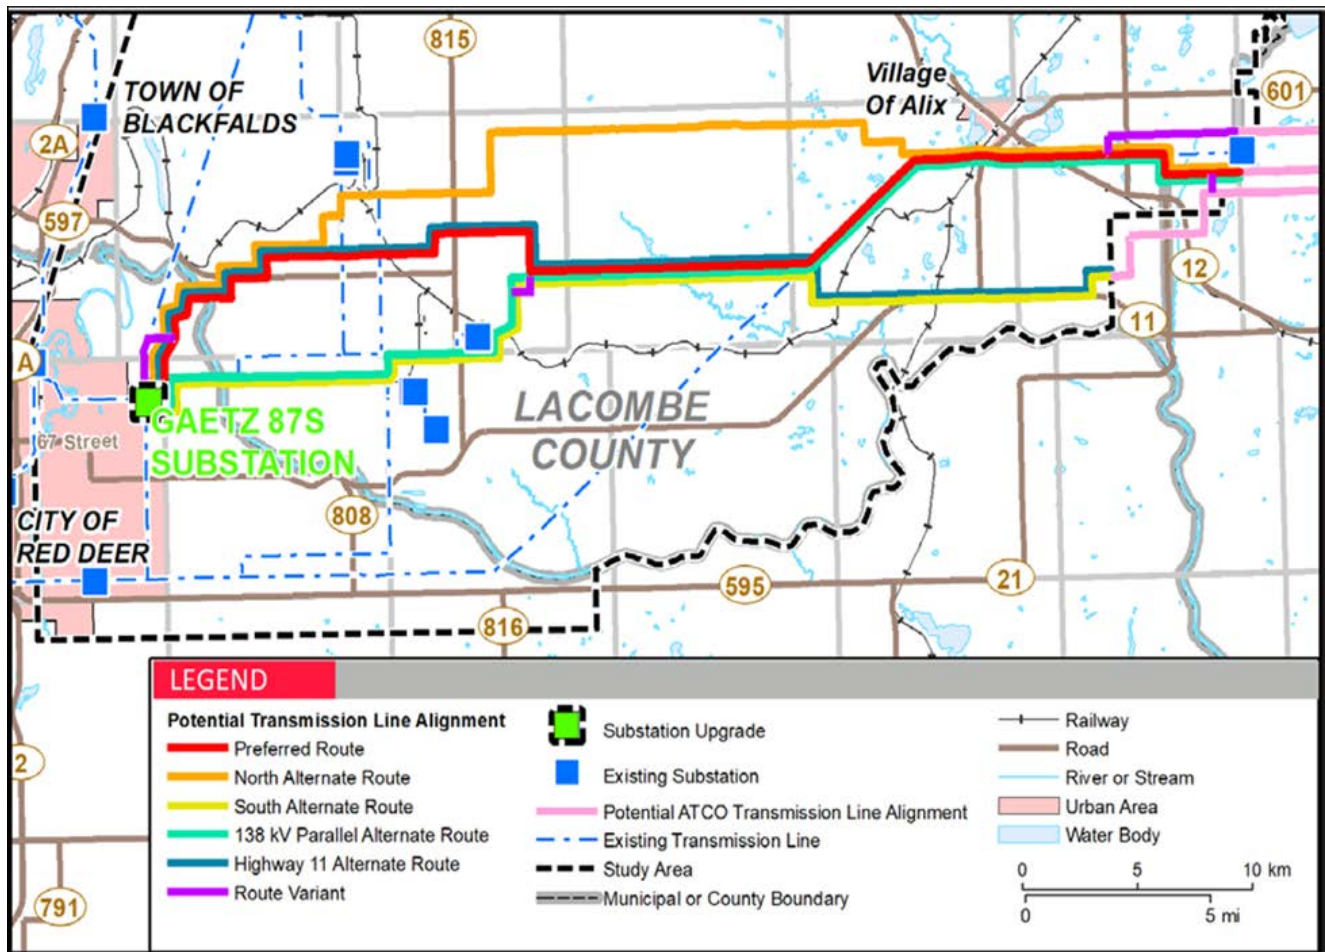 815
TOWN OF
BLACKFALDS
Village
Of Alix
601
2A
597
12
11
A
GAETZ 87S
SUBSTATION
LACOMBE
COUNTY
67 Street
808
CITY OF
RED DEER
595
21
816
2
791
LEGEND
Potential Transmission Line Alignment
Preferred Route
North Alternate Route
South Alternate Route
138 kV Parallel Alternate Route
Highway 11 Alternate Route
Route Variant
Substation Upgrade
Existing Substation
Potential ATCO Transmission Line Alignment
Existing Transmission Line
Study Area
Municipal or County Boundary
Railway
Road
River or Stream
Urban Area
Water Body
0 5 10 km
0 5 mi